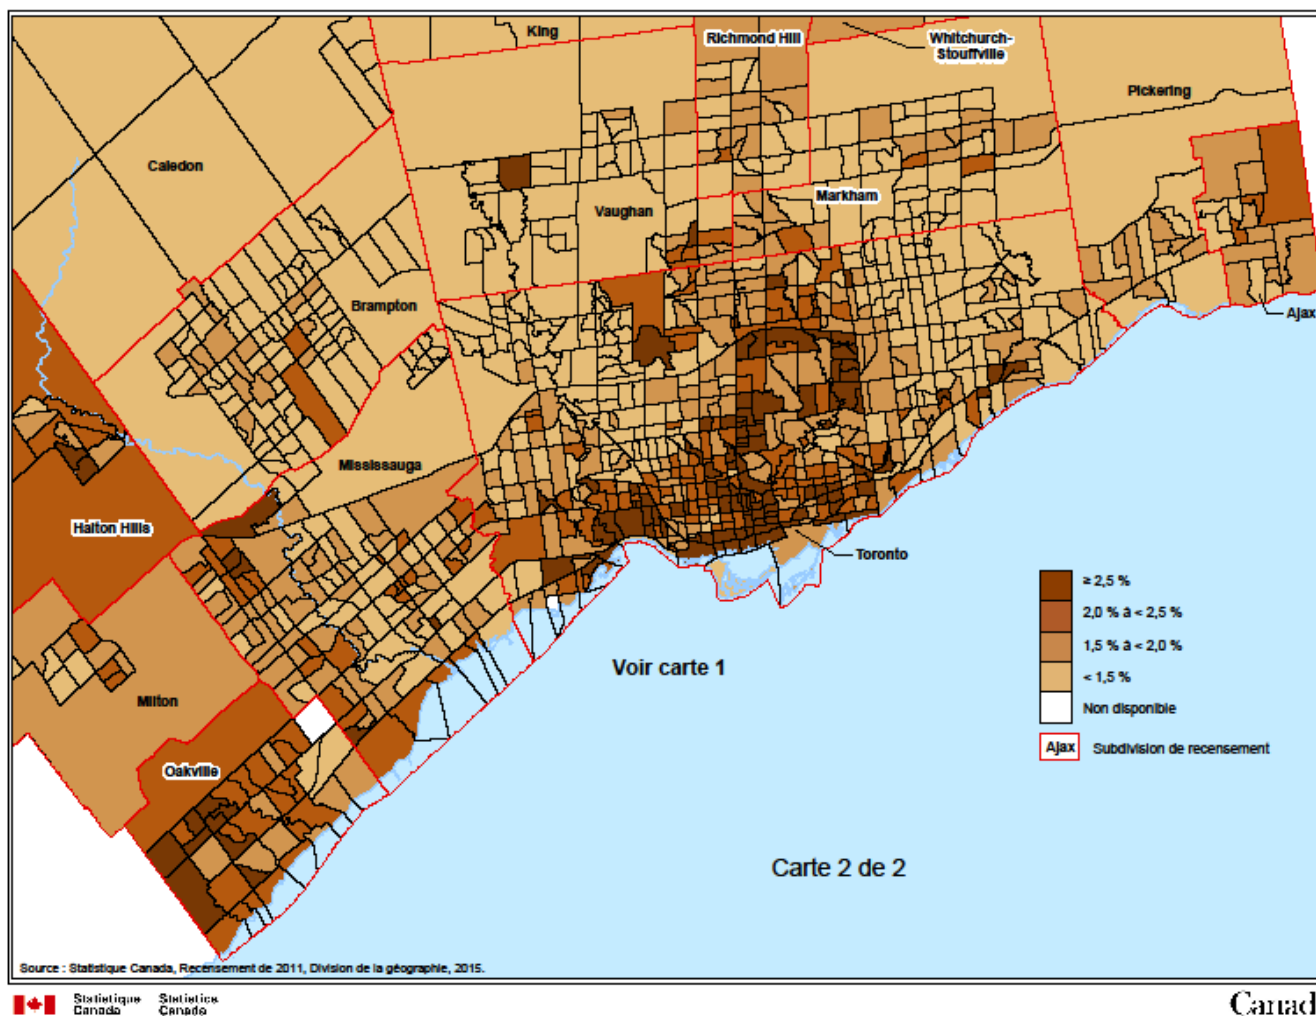 King
Richmond Hill
Whitchurch-
Stouffville
Pickering
Caledon
Vaughan
Markham
Brampton
Ajax
Mississauga
Halton Hills
Toronto
≥ 2,5 %
2,0 % à < 2,5 %
1,5 % à < 2,0 %
< 1,5 %
Non disponible
Ajax Subdivision de recensement
Voir carte 1
Milton
Oakville
Carte 2 de 2
Source : Statistique Canada, Recensement de 2011, Division de la géographie, 2015.
Statistique Statistics
Canada Canada
Canad